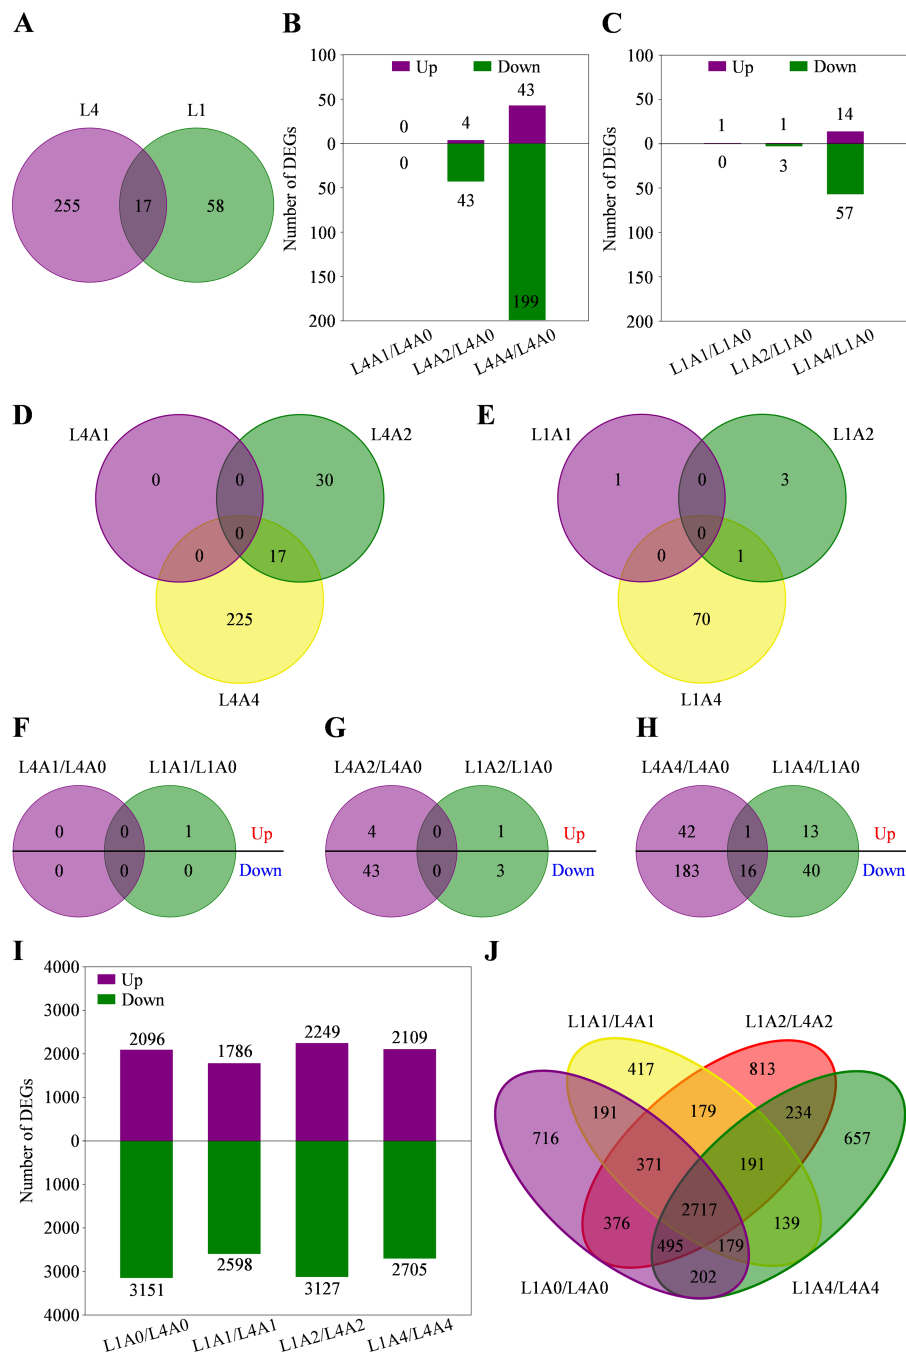 A
L4
L1
255
17
58
B
Number of DEGs
100
50
0
50
100
150
200
Up
Down
0
0
4
43
43
199
L4A1/L4A0
L4A2/L4A0
L4A4/L4A0
C
Number of DEGs
100
50
0
50
100
150
200
Up
Down
1
0
1
3
14
57
L1A1/L1A0
L1A2/L1A0
L1A4/L1A0
D
L4A1
L4A2
0
0
30
0
0
17
225
L4A4
E
L1A1
L1A2
1
0
3
0
0
1
70
L1A4
F
L4A1/L4A0
L1A1/L1A0
0
0
1
Up
0
0
0
Down
G
L4A2/L4A0
L1A2/L1A0
4
0
1
Up
43
0
3
Down
H
L4A4/L4A0
L1A4/L1A0
42
1
13
Up
183
16
40
Down
I
Number of DEGs
4000
3000
2000
1000
0
1000
2000
3000
4000
Up
Down
2096
1786
2249
2109
3151
2598
3127
2705
L1A0/L4A0
L1A1/L4A1
L1A2/L4A2
L1A4/L4A4
J
L1A1/L4A1
L1A2/L4A2
417
813
191
179
234
716
657
371
191
2717
376
139
495
179
202
L1A0/L4A0
L1A4/L4A4